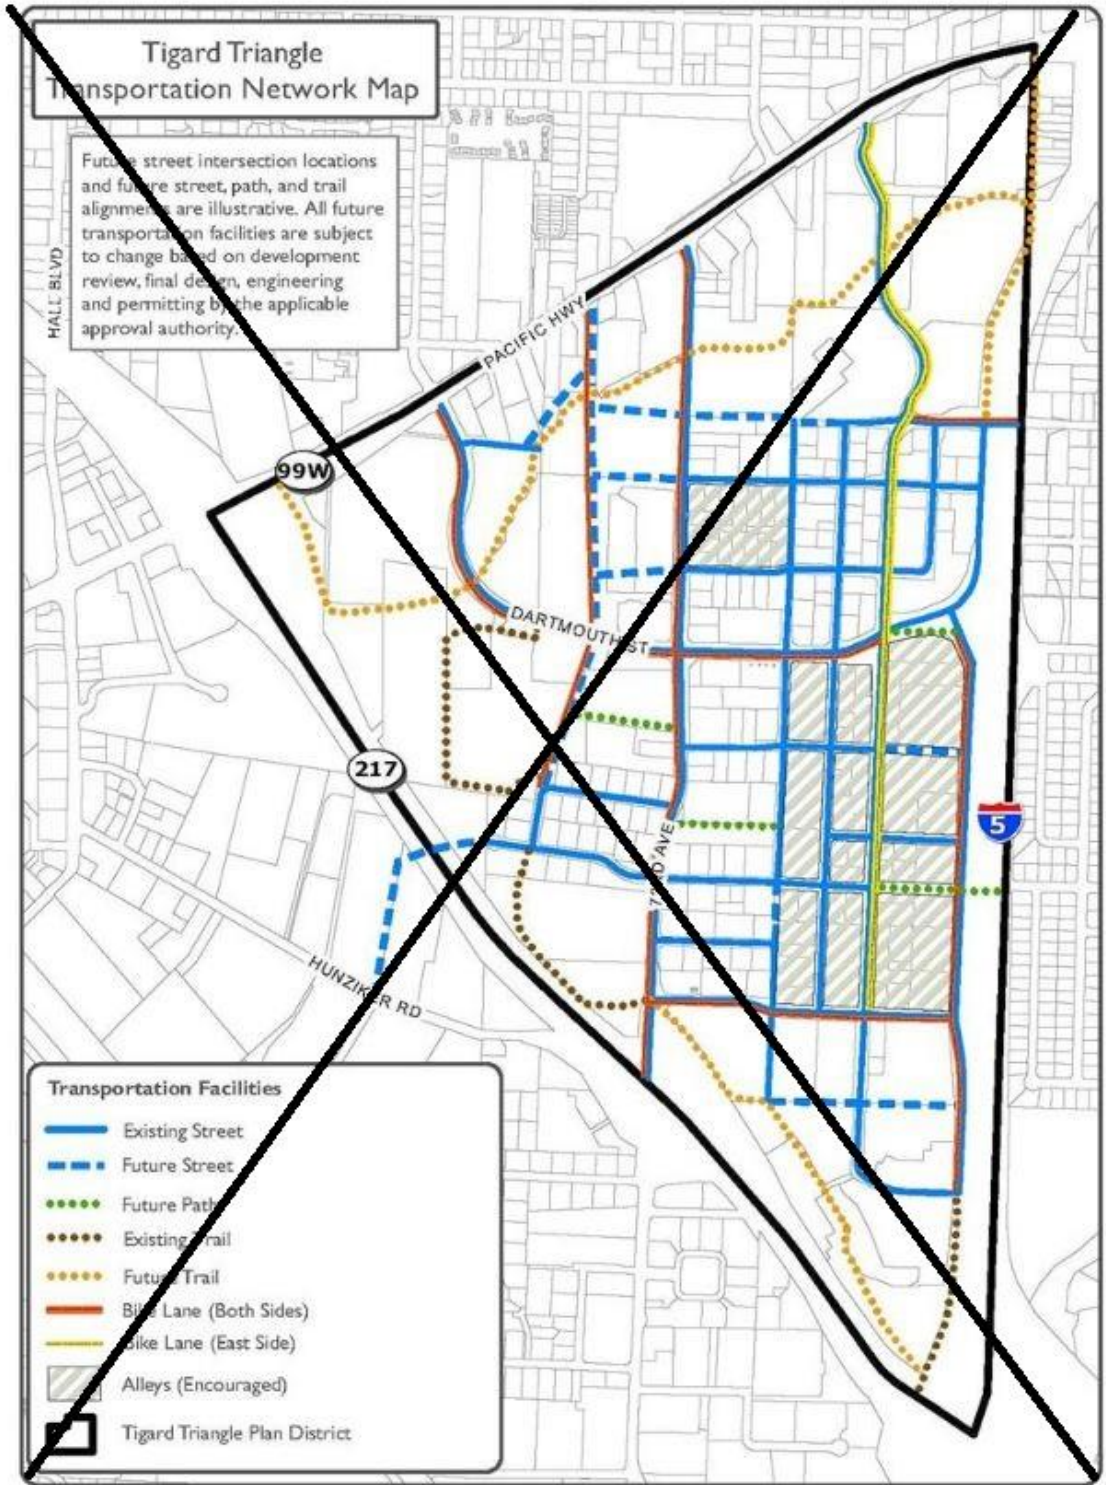 Tigard Triangle
Transportation Network Map
Future street intersection locations
and future street, path, and trail
alignments are illustrative. All future
transportation facilities are subject
to change based on development
review, final design, engineering
and permitting by the applicable
approval authority.
HALL BLVD
PACIFIC HWY
99W
DARTMOUTH ST
217
5
72ND AVE
HUNZIKER RD
Transportation Facilities
Existing Street
Future Street
Future Path
Existing Trail
Future Trail
Bike Lane (Both Sides)
Bike Lane (East Side)
Alleys (Encouraged)
Tigard Triangle Plan District